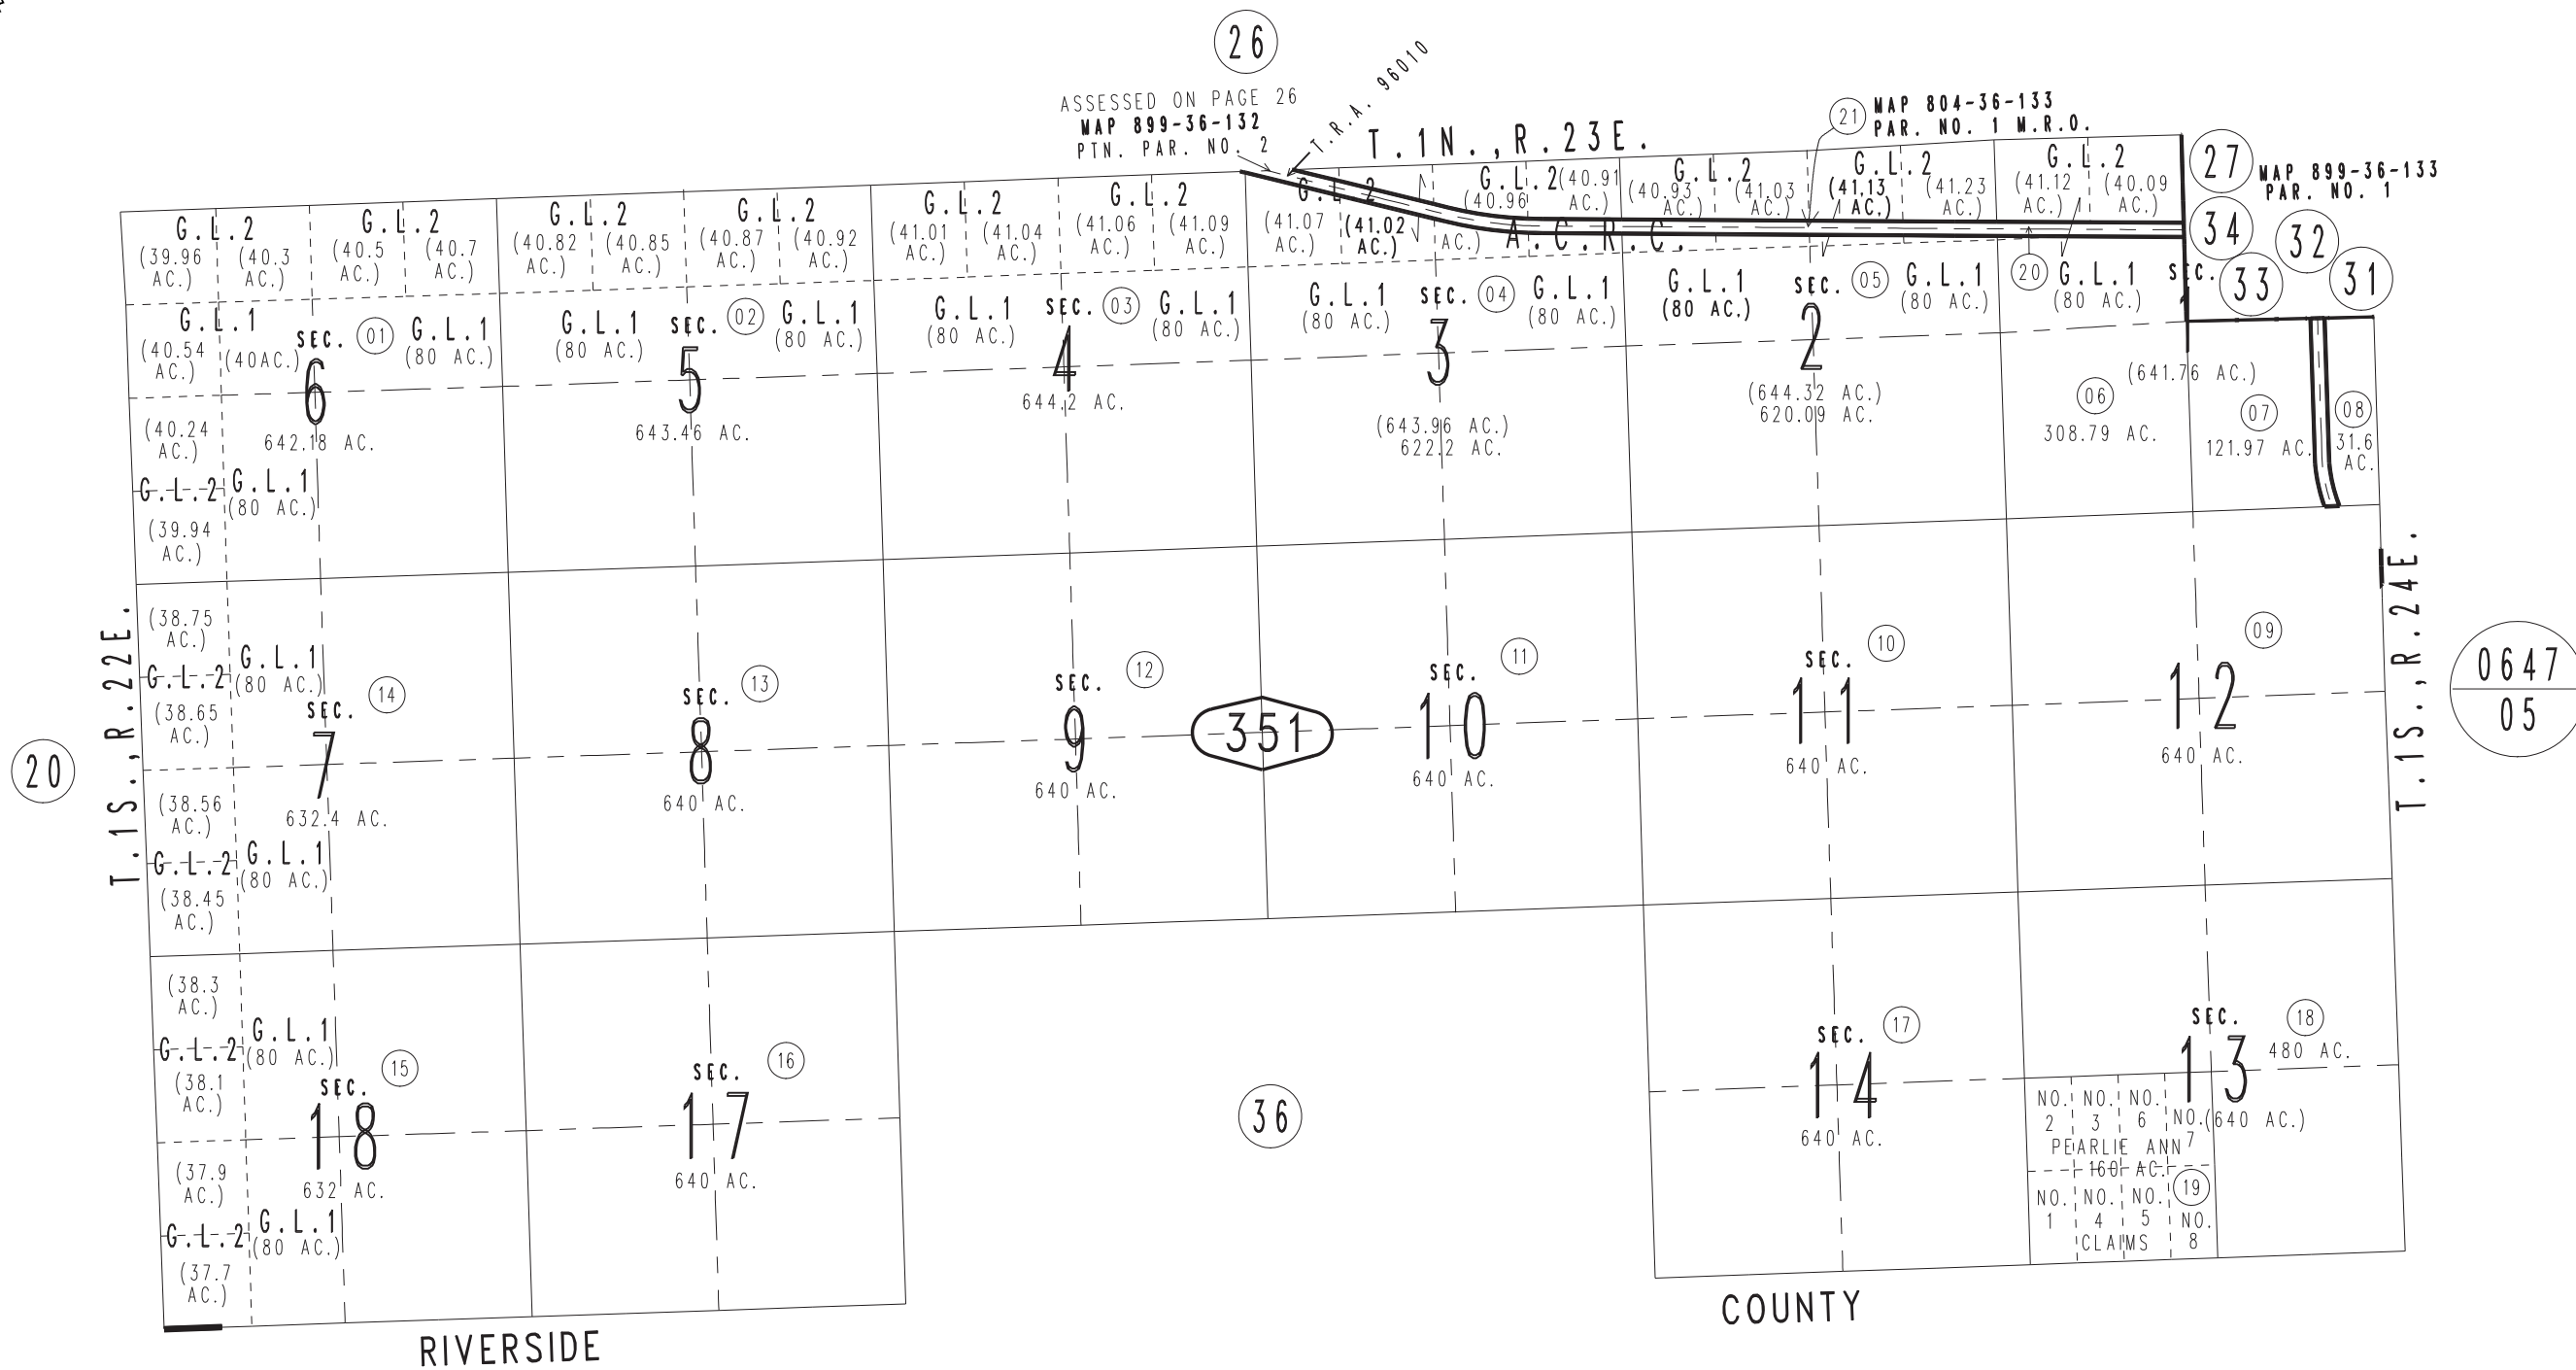 26
ASSESSED ON PAGE 26
MAP 899-36-132
PTN. PAR. NO. 2
T.R.A. 96010
T.1N.,R.23E.
21
MAP 804-36-133
PAR. NO. 1 M.R.O.
27
MAP 899-36-133
PAR. NO. 1
34
32
33
31
G.L.2
(39.96
AC.)
(40.3
AC.)
G.L.2
(40.5
AC.)
(40.7
AC.)
G.L.2
(40.82
AC.)
(40.85
AC.)
G.L.2
(40.87
AC.)
(40.92
AC.)
G.L.2
(41.01
AC.)
(41.04
AC.)
G.L.2
(41.06
AC.)
(41.09
AC.)
G.L.2
(41.07
AC.)
(41.02
AC.)
G.L.2
(40.96
AC.)
(40.91
AC.)
G.L.2
(40.93
AC.)
(41.03
AC.)
G.L.2
(41.13
AC.)
(41.23
AC.)
G.L.2
(41.12
AC.)
(40.09
AC.)
A.C.R.C.
G.L.1
(40.54
AC.)
(40AC.)
SEC.
01
6
G.L.1
(80 AC.)
642.18 AC.
G.L.1
(80 AC.)
SEC.
02
5
G.L.1
(80 AC.)
643.46 AC.
G.L.1
(80 AC.)
SEC.
03
4
G.L.1
(80 AC.)
644.2 AC.
G.L.1
(80 AC.)
SEC.
04
3
G.L.1
(80 AC.)
(643.96 AC.)
622.2 AC.
G.L.1
(80 AC.)
SEC.
05
2
G.L.1
(80 AC.)
(644.32 AC.)
620.09 AC.
20
G.L.1
(80 AC.)
SEC.
1
(641.76 AC.)
06
308.79 AC.
07
121.97 AC.
08
31.6
AC.
(40.24
AC.)
G.L.2
(39.94
AC.)
G.L.1
(80 AC.)
T.1S.,R.22E.
20
(38.75
AC.)
G.L.2
(38.65
AC.)
G.L.1
(80 AC.)
SEC.
14
7
632.4 AC.
(38.56
AC.)
G.L.2
(38.45
AC.)
G.L.1
(80 AC.)
SEC.
13
8
640 AC.
SEC.
12
9
640 AC.
351
SEC.
11
10
640 AC.
SEC.
10
11
640 AC.
09
12
640 AC.
T.1S.,R.24E.
0647
05
(38.3
AC.)
G.L.2
(38.1
AC.)
G.L.1
(80 AC.)
SEC.
15
18
632 AC.
(37.9
AC.)
G.L.2
(37.7
AC.)
G.L.1
(80 AC.)
SEC.
16
17
640 AC.
36
SEC.
17
14
640 AC.
SEC.
18
13
480 AC.
(640 AC.)
NO.
2
NO.
3
NO.
6
NO.
7
PEARLIE ANN
160 AC.
19
NO.
1
NO.
4
NO.
5
NO.
8
CLAIMS
RIVERSIDE
COUNTY